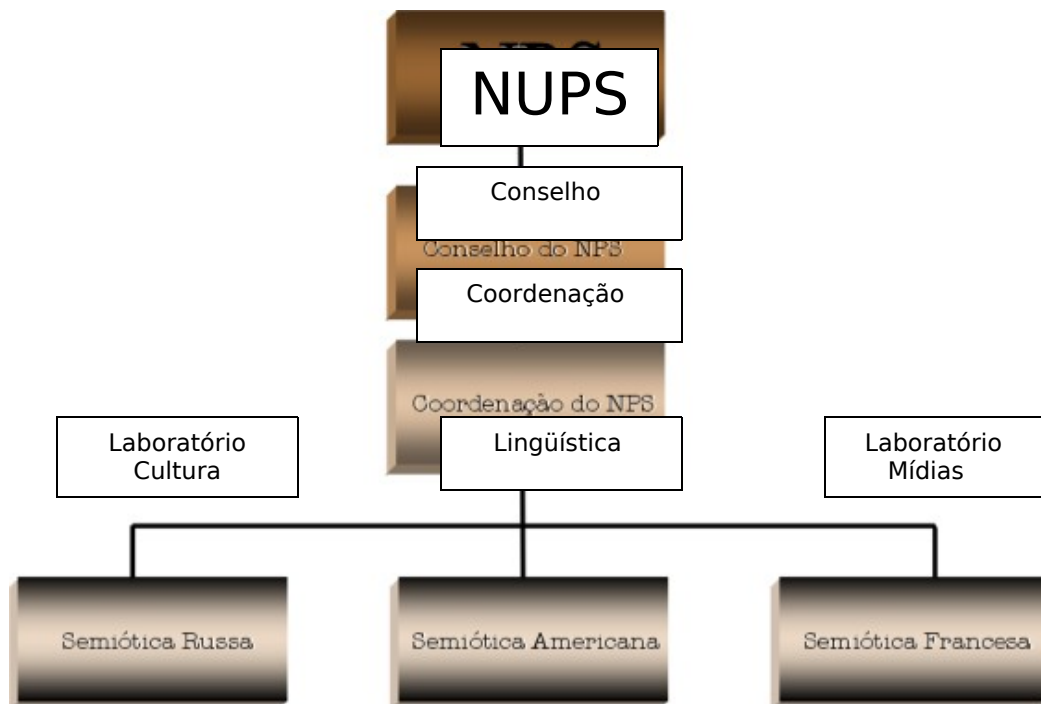 NUPS
Conselho
Conselho do NPS
Coordenação
Coordenação do NPS
Laboratório
Cultura
Lingüística
Laboratório
Mídias
Semiótica Russa
Semiótica Americana
Semiótica Francesa